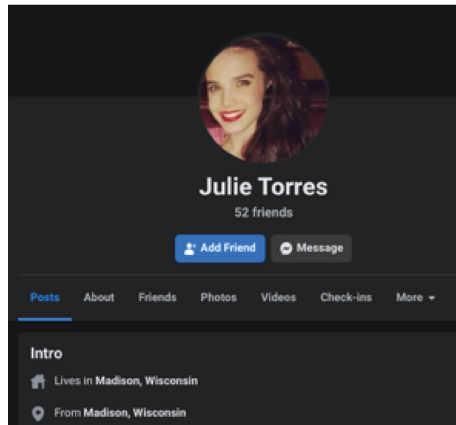 Julie Torres
52 friends
Add Friend Message
Posts About Friends Photos Videos Check-ins More
Intro
Lives in Madison, Wisconsin
From Madison, Wisconsin